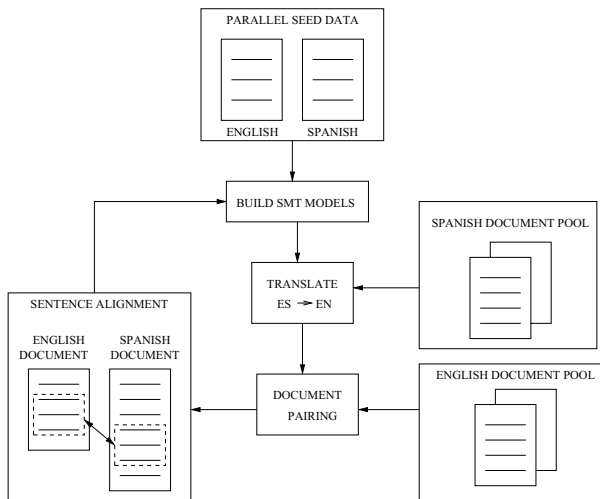 PARALLEL SEED DATA
ENGLISH SPANISH
BUILD SMT MODELS
SPANISH DOCUMENT POOL
TRANSLATE
ES → EN
SENTENCE ALIGNMENT
ENGLISH
DOCUMENT
SPANISH
DOCUMENT
DOCUMENT
PAIRING
ENGLISH DOCUMENT POOL